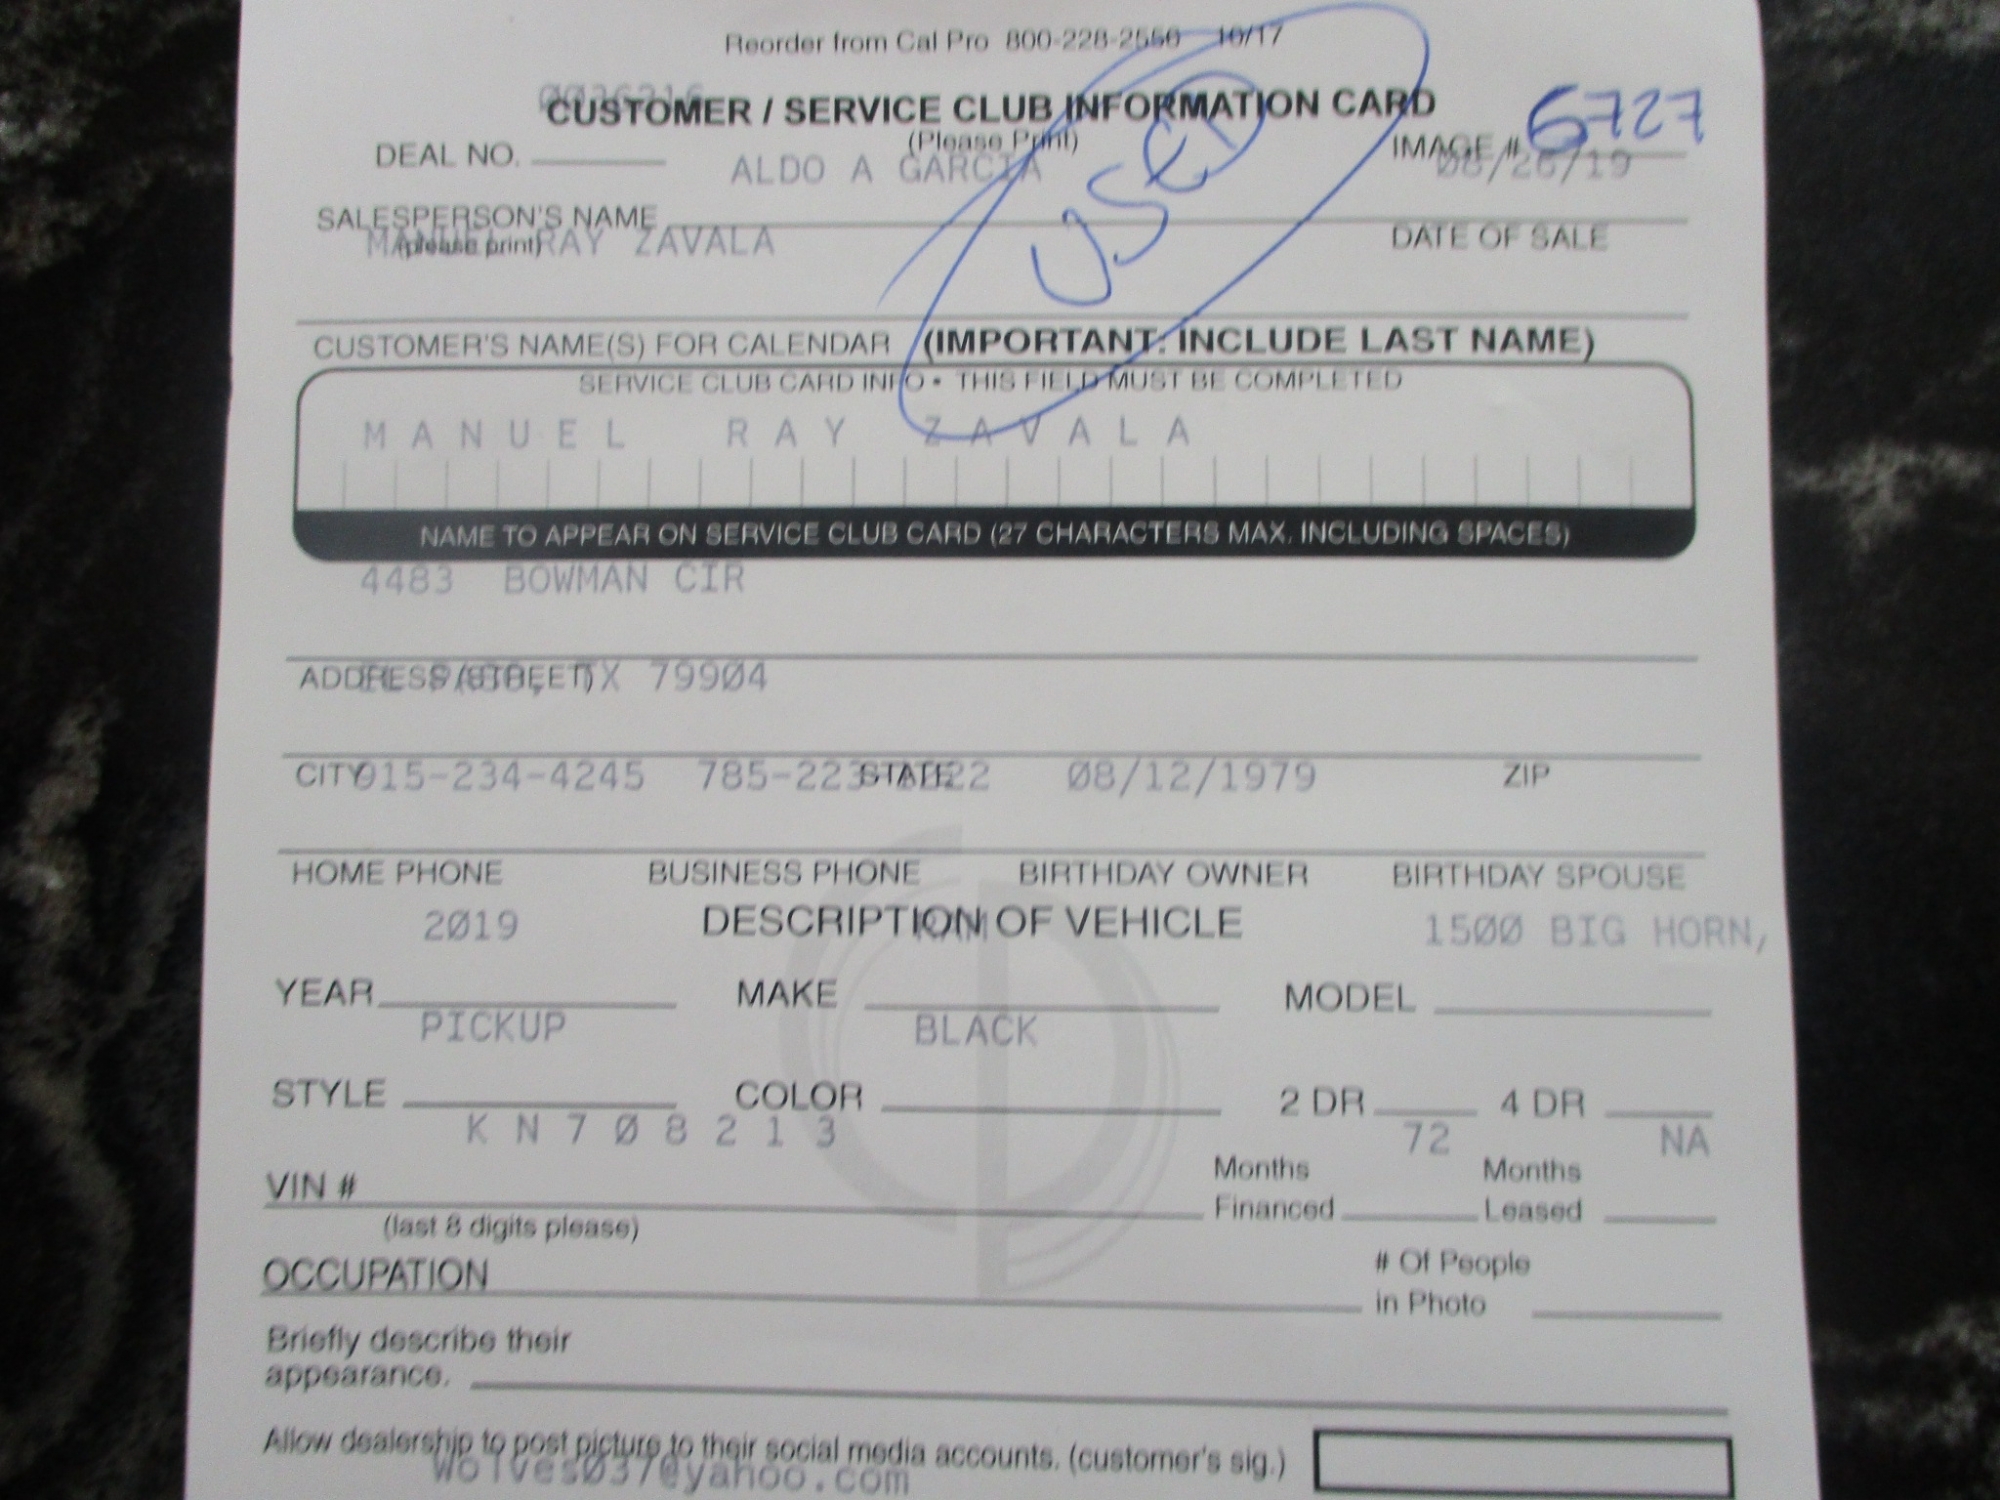 Reorder from Cal Pro 800-228-2556 10/17
CUSTOMER / SERVICE CLUB INFORMATION CARD
(Please Print)
6727
DEAL NO.
IMAGE #
ALDO A GARCIA
08/26/19
USED
SALESPERSON'S NAME
(please print)
RAY ZAVALA
DATE OF SALE
CUSTOMER'S NAME(S) FOR CALENDAR (IMPORTANT: INCLUDE LAST NAME)
SERVICE CLUB CARD INFO • THIS FIELD MUST BE COMPLETED
MANUEL RAY ZAVALA
NAME TO APPEAR ON SERVICE CLUB CARD (27 CHARACTERS MAX. INCLUDING SPACES)
4483 BOWMAN CIR
ADDRESS (STREET)
TX 79904
CITY STATE ZIP
915-234-4245 08/12/1979
HOME PHONE BUSINESS PHONE BIRTHDAY OWNER BIRTHDAY SPOUSE
DESCRIPTION OF VEHICLE
2019 RAM 1500 BIG HORN,
YEAR MAKE MODEL
PICKUP BLACK
STYLE COLOR 2 DR 4 DR
KN708213 72 NA
VIN # Months Financed Months Leased
(last 8 digits please)
OCCUPATION # Of People in Photo
Briefly describe their
appearance.
Allow dealership to post picture to their social media accounts. (customer's sig.)
Wolves037@yahoo.com